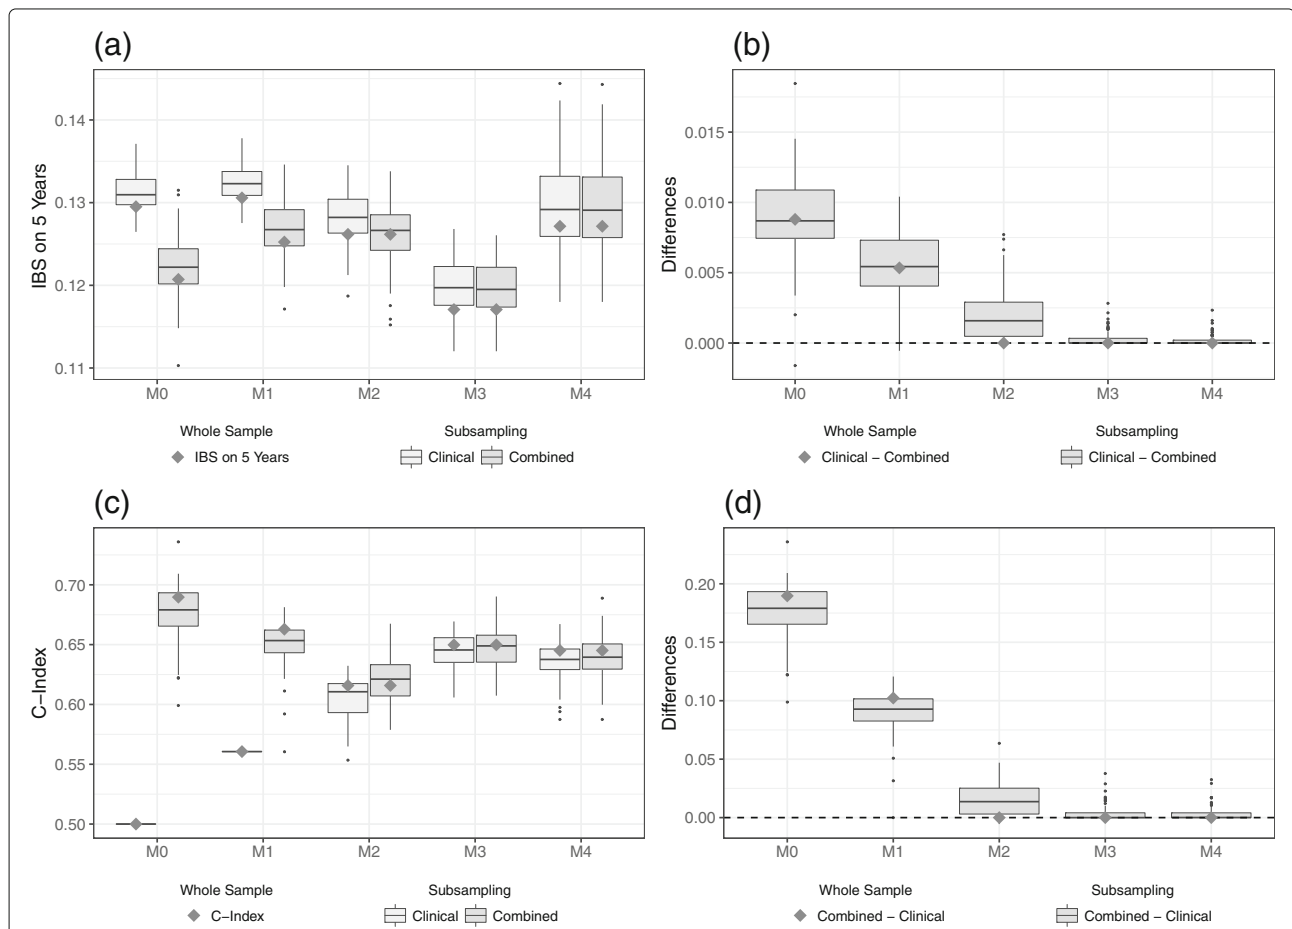 (a)
IBS on 5 Years
0.14
0.13
0.12
0.11
M0 M1 M2 M3 M4
Whole Sample Subsampling
IBS on 5 Years Clinical Combined
(b)
Differences
0.015
0.010
0.005
0.000
M0 M1 M2 M3 M4
Whole Sample Subsampling
Clinical − Combined Clinical − Combined
(c)
C−Index
0.70
0.65
0.60
0.55
0.50
M0 M1 M2 M3 M4
Whole Sample Subsampling
C−Index Clinical Combined
(d)
Differences
0.20
0.15
0.10
0.05
0.00
M0 M1 M2 M3 M4
Whole Sample Subsampling
Combined − Clinical Combined − Clinical